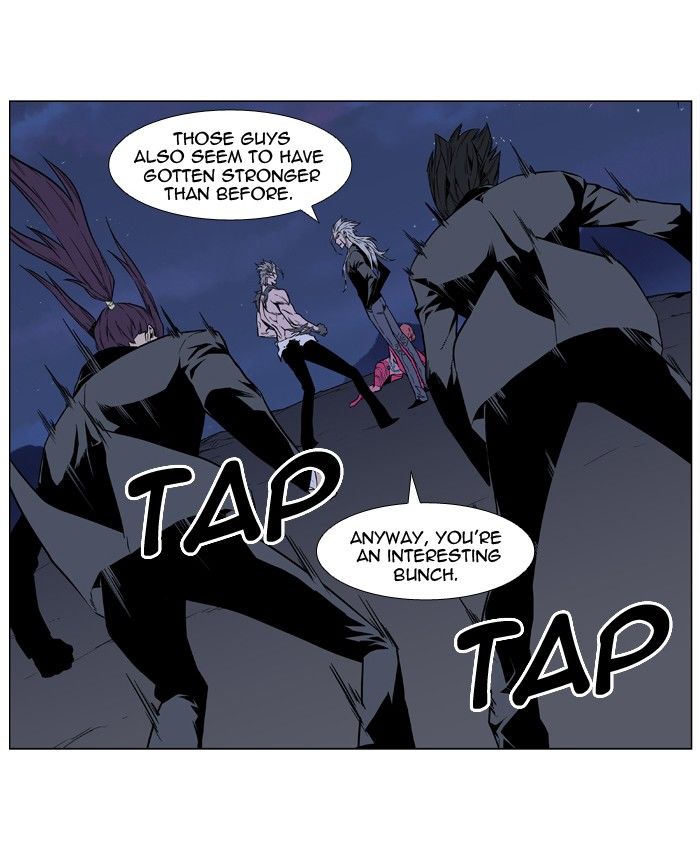 THOSE GUYS
ALSO SEEM TO HAVE
GOTTEN STRONGER
THAN BEFORE.
TAP
ANYWAY, YOU'RE
AN INTERESTING
BUNCH.
TAP